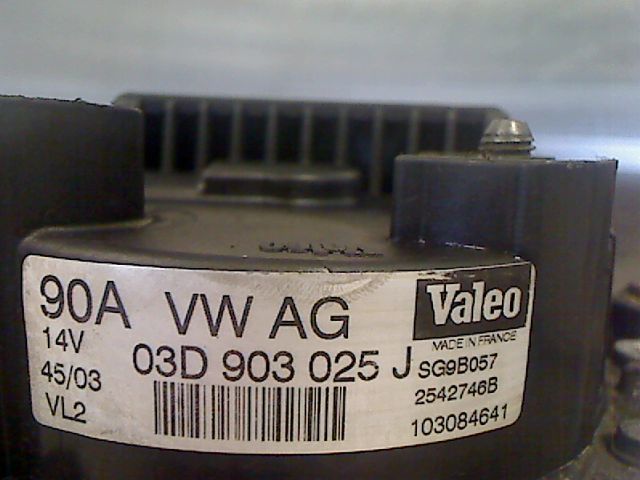 90A VW AG
14V
03D 903 025 J
45/03
VL2
Valeo
MADE IN FRANCE
SG9B057
2542746B
103084641